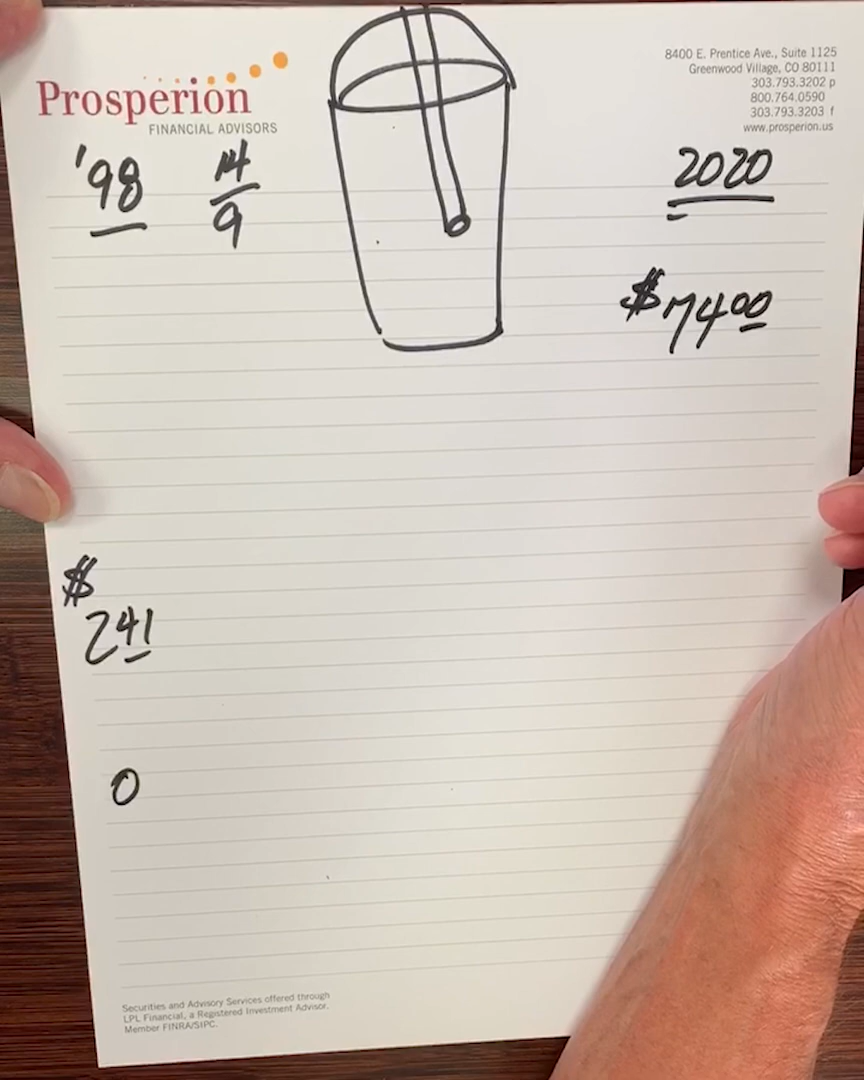 Prosperion
FINANCIAL ADVISORS
8400 E. Prentice Ave., Suite 1125
Greenwood Village, CO 80111
303.793.3202 p
800.764.0590
303.793.3203 f
www.prosperion.us
'98
14
9
2020
$7400
$
241
0
Securities and Advisory Services offered through
LPL Financial, a Registered Investment Advisor.
Member FINRA/SIPC.